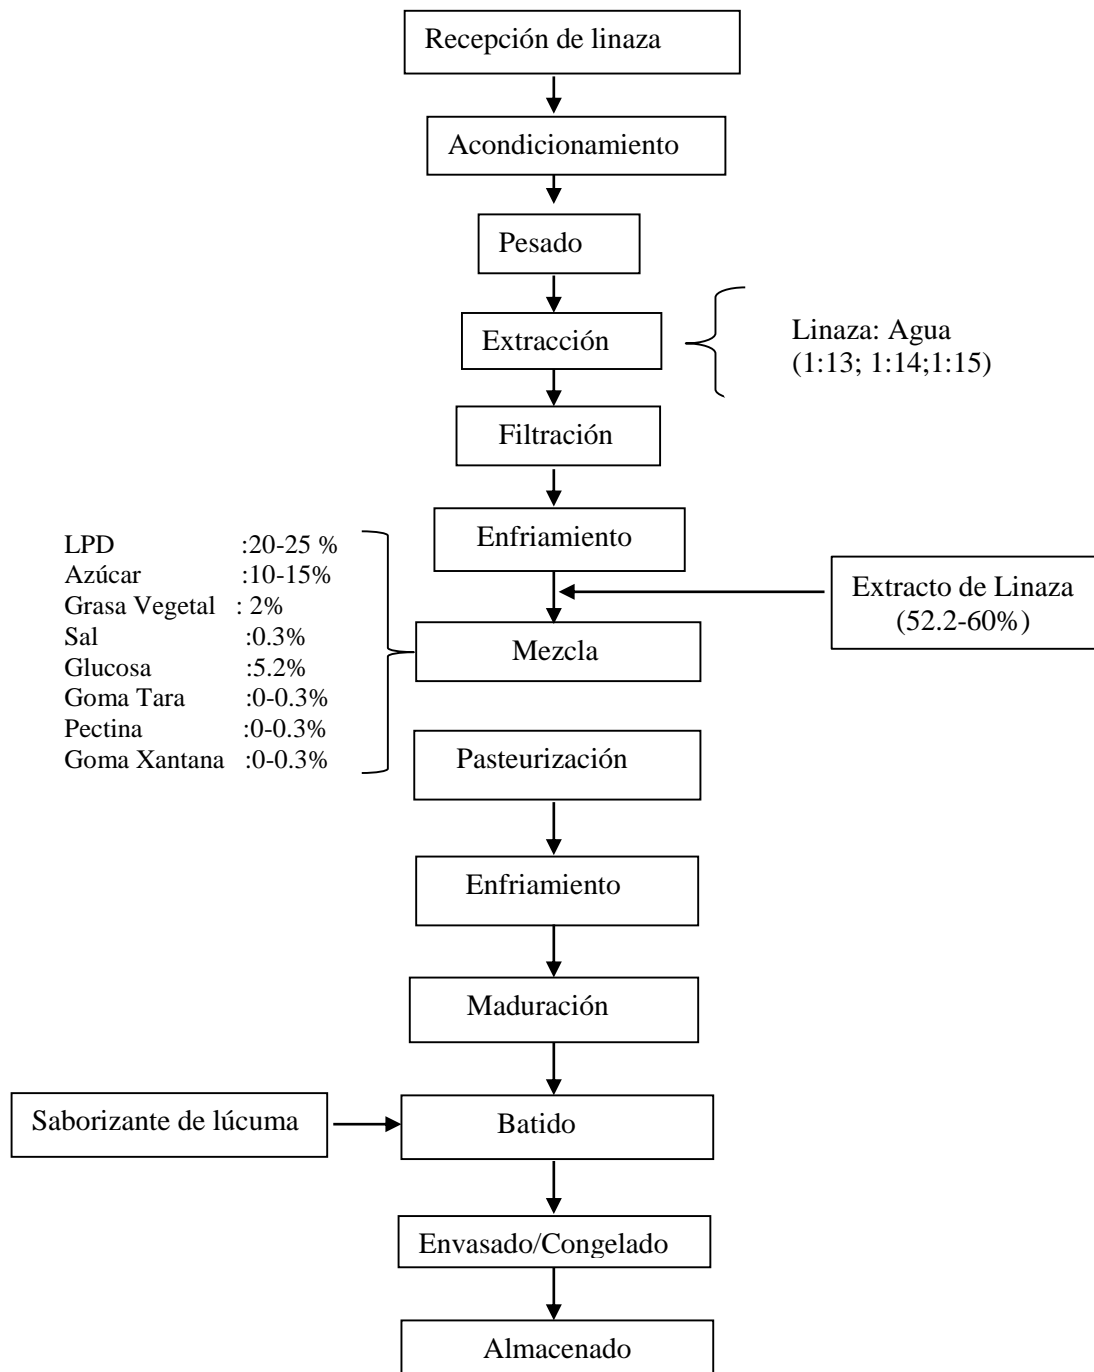 Recepción de linaza
Acondicionamiento
Pesado
Extracción
Linaza: Agua
(1:13; 1:14;1:15)
Filtración
Enfriamiento
LPD :20-25 %
Azúcar :10-15%
Grasa Vegetal : 2%
Sal :0.3%
Glucosa :5.2%
Goma Tara :0-0.3%
Pectina :0-0.3%
Goma Xantana :0-0.3%
Extracto de Linaza
(52.2-60%)
Mezcla
Pasteurización
Enfriamiento
Maduración
Saborizante de lúcuma
Batido
Envasado/Congelado
Almacenado